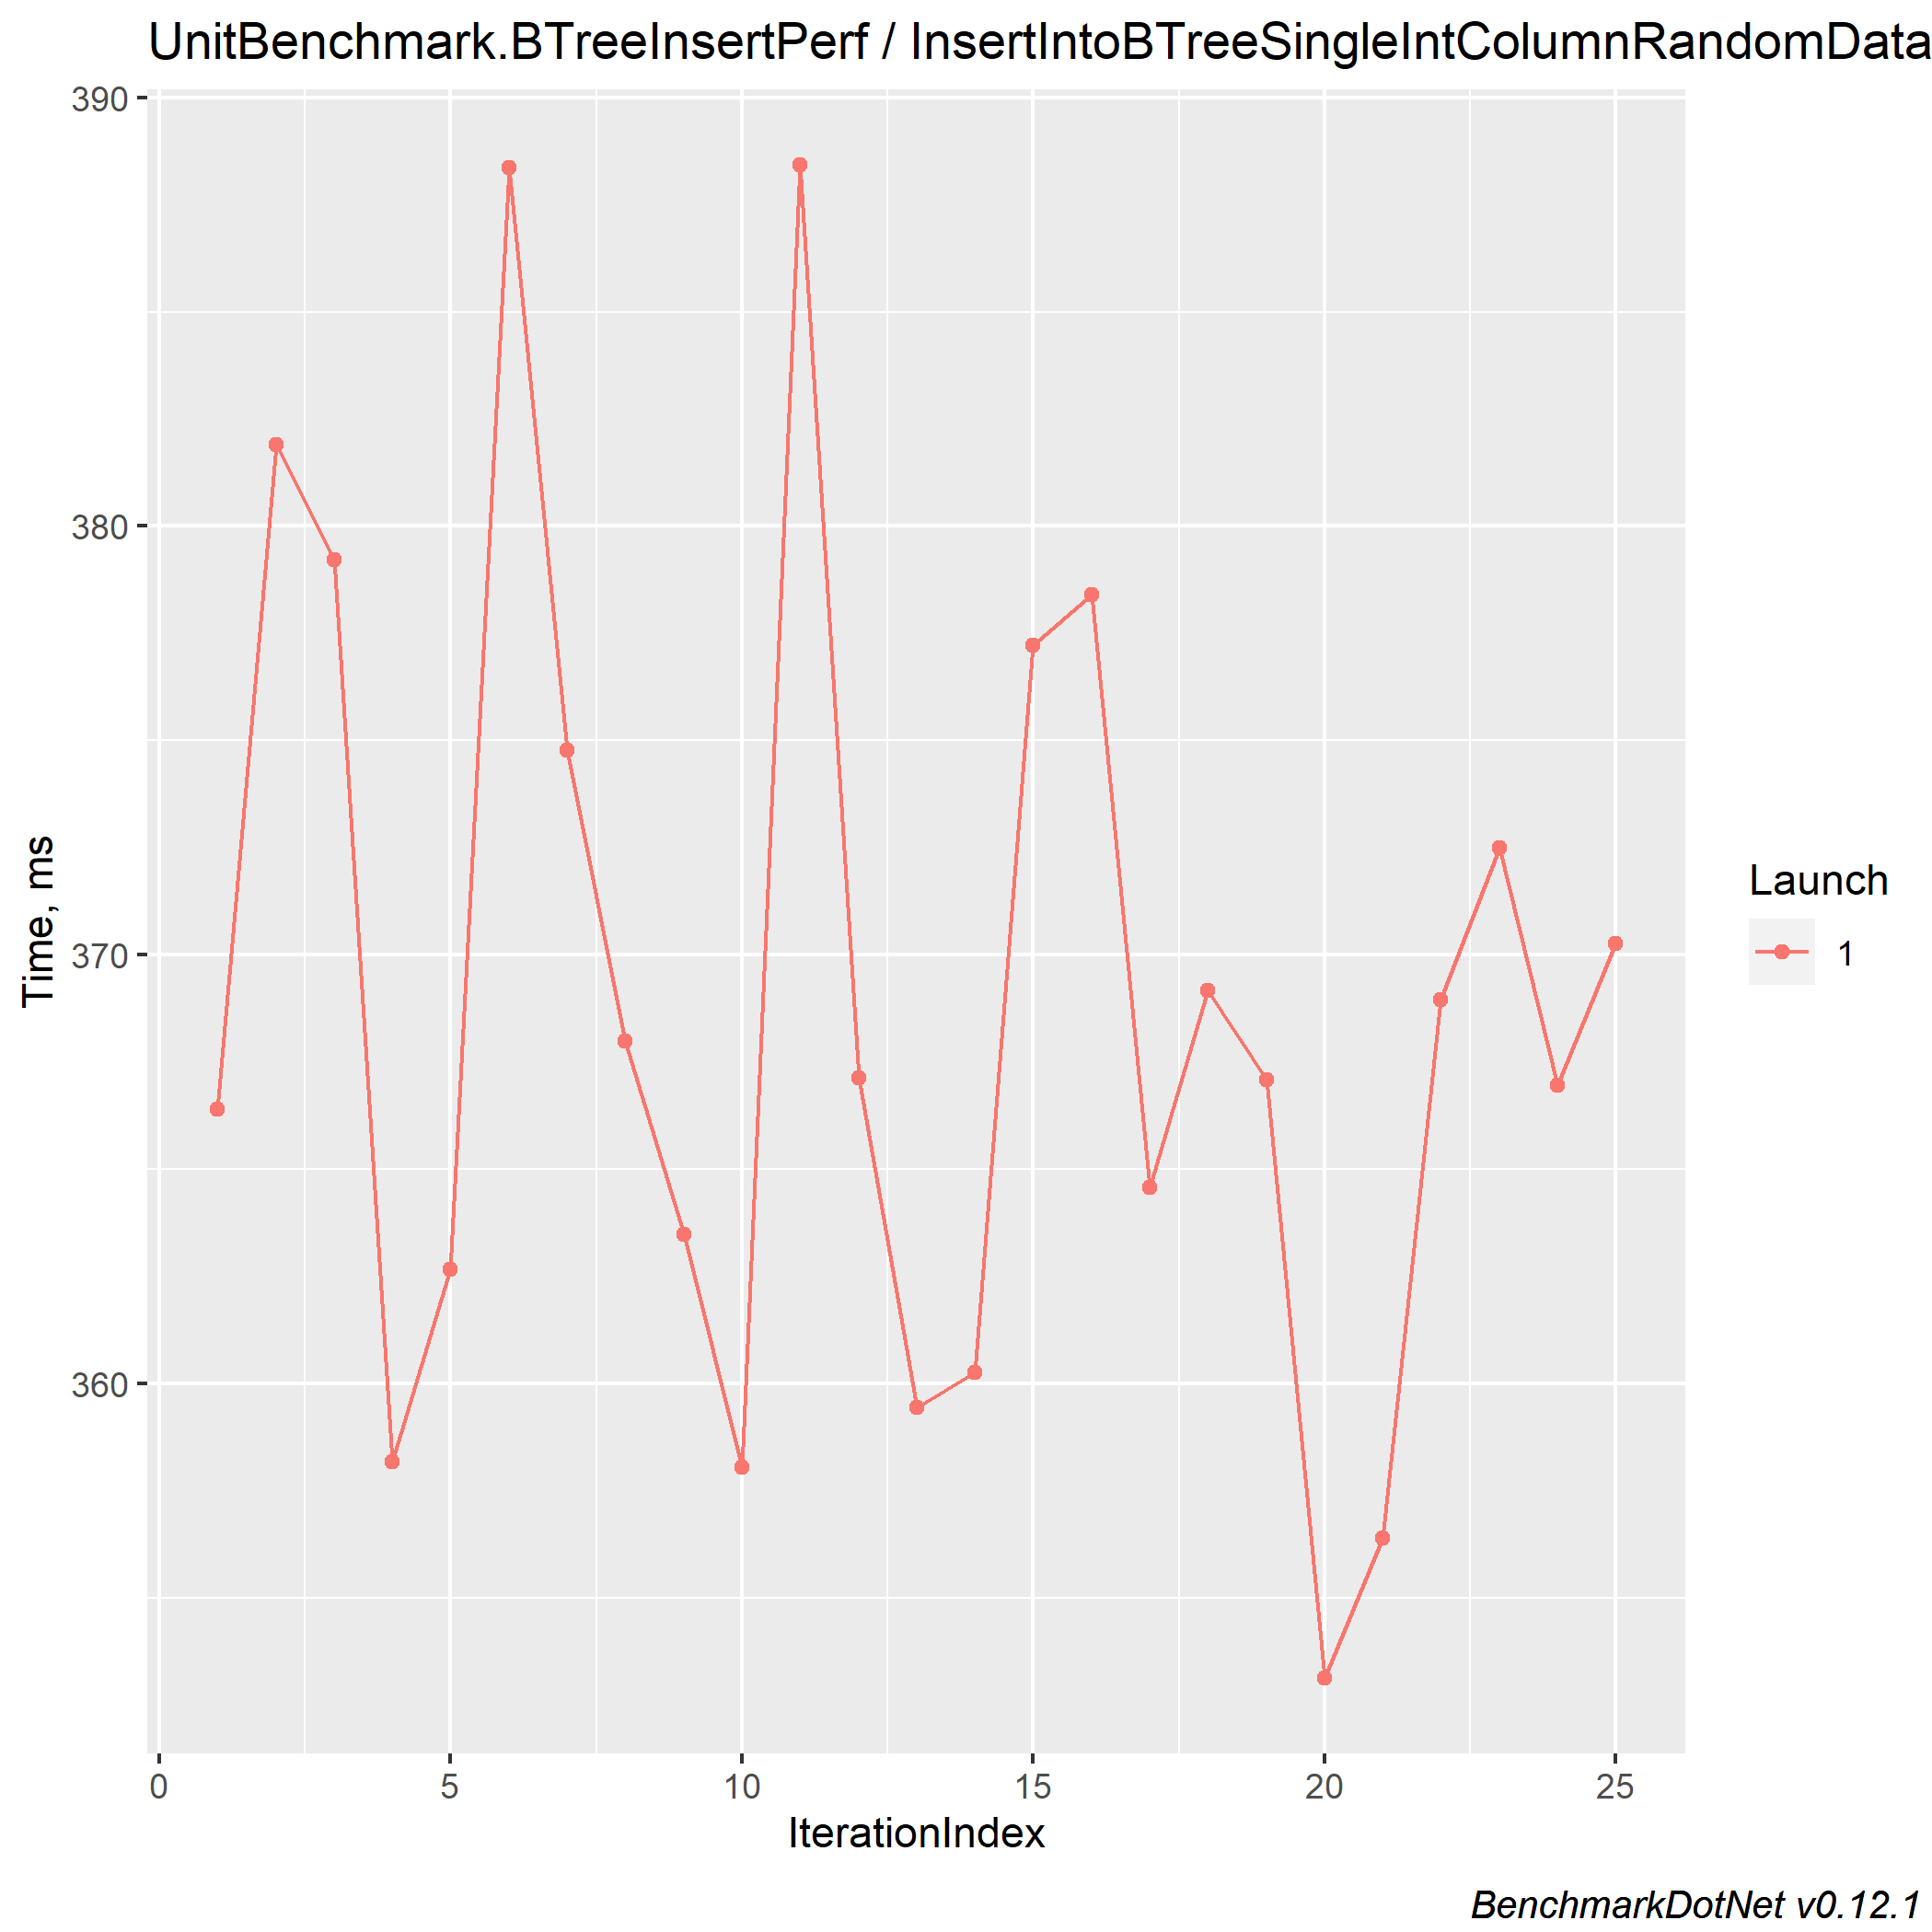 UnitBenchmark.BTreeInsertPerf / InsertIntoBTreeSingleIntColumnRandomData
390
380
370
360
Time, ms
0 5 10 15 20 25
IterationIndex
Launch
1
BenchmarkDotNet v0.12.1